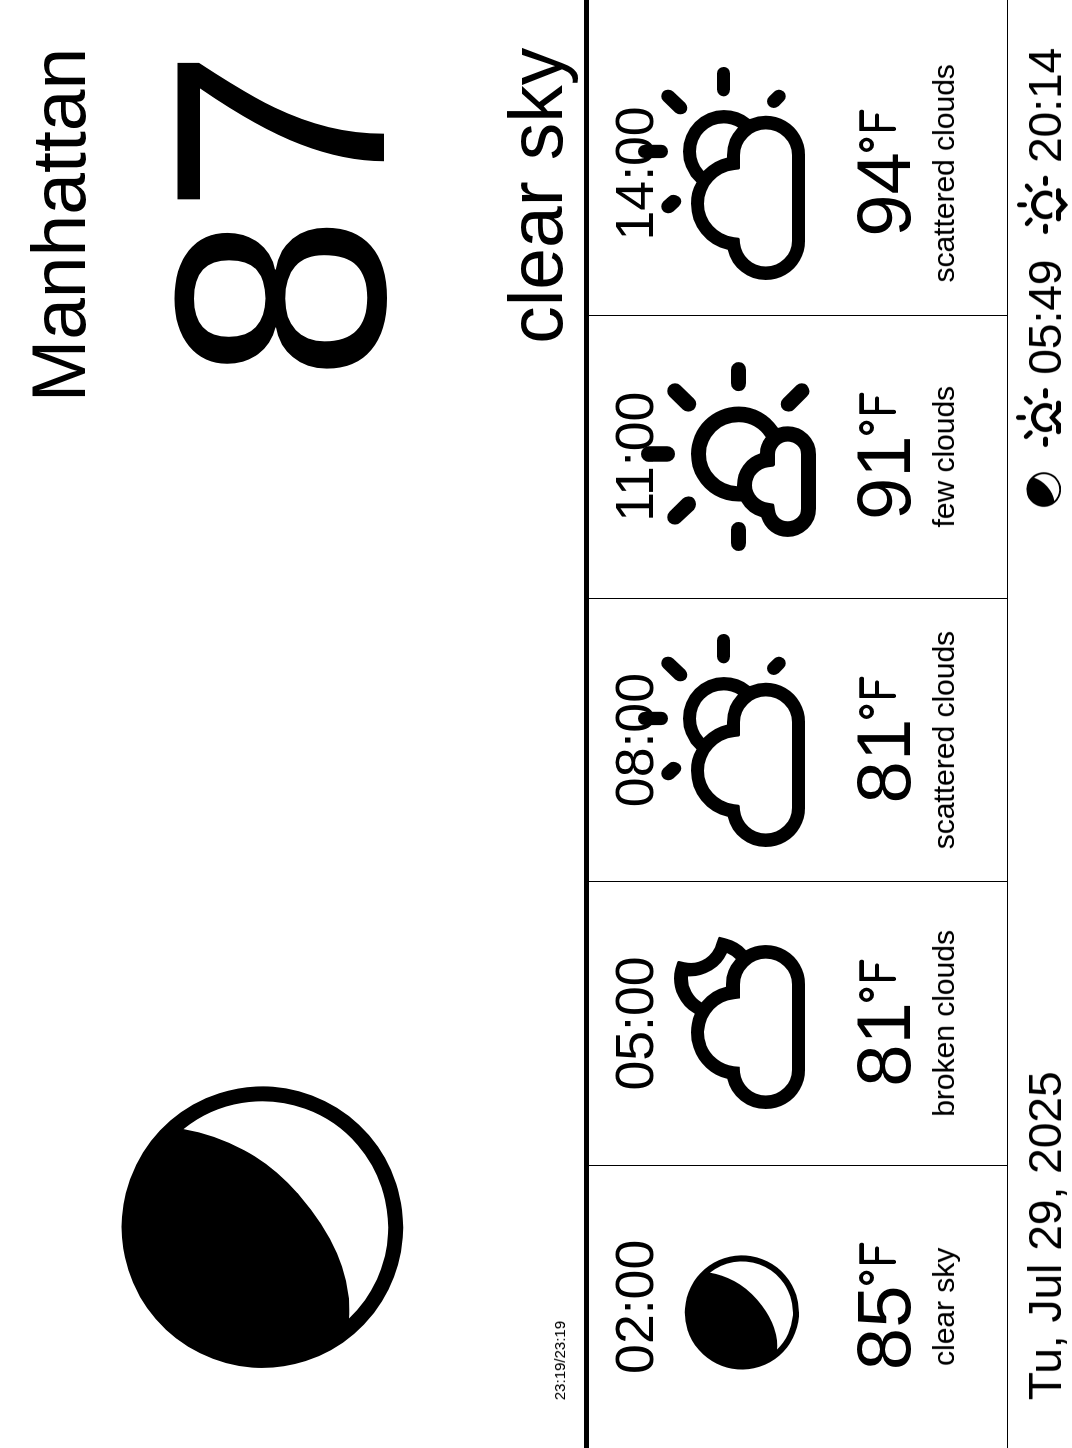 Manhattan
87
clear sky
23:19/23:19
02:00
85°F
clear sky
05:00
81°F
broken clouds
08:00
81°F
scattered clouds
11:00
91°F
few clouds
14:00
94°F
scattered clouds
Tu, Jul 29, 2025
05:49
20:14